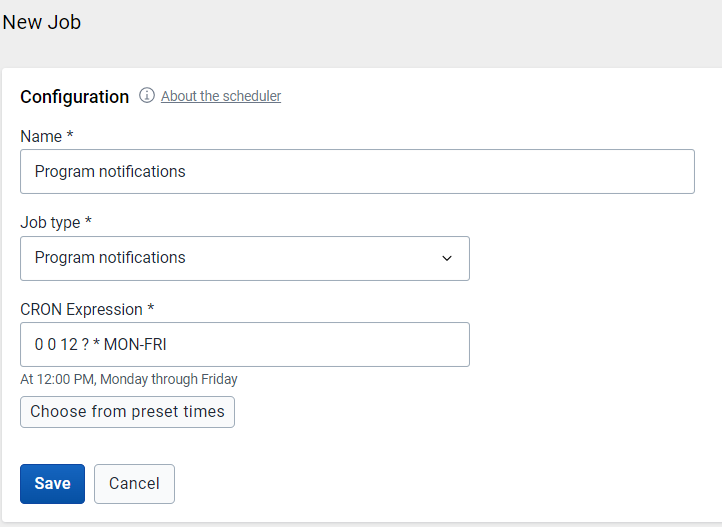 New Job
Configuration About the scheduler
Name *
Program notifications
Job type *
Program notifications
CRON Expression *
0 0 12 ? * MON-FRI
At 12:00 PM, Monday through Friday
Choose from preset times
Save Cancel